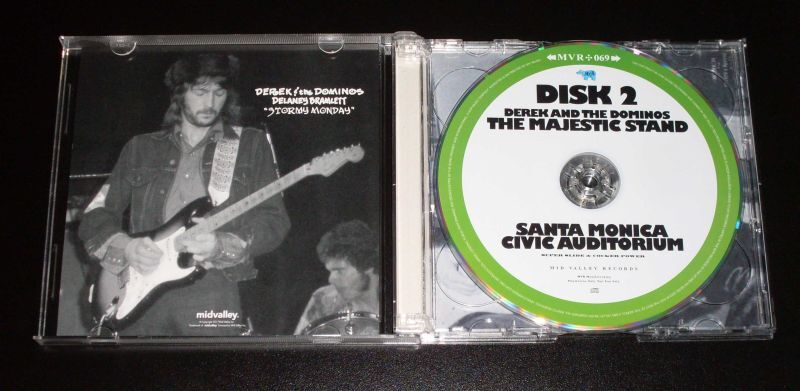 DEREK & the DOMINOS
DELANEY BRAMLETT
"STORMY MONDAY"
midvalley.
MVR 069
DISK 2
DEREK AND THE DOMINOS
THE MAJESTIC STAND
SANTA MONICA
CIVIC AUDITORIUM
SUPER SLIDE & COCKER POWER
MID VALLEY RECORDS